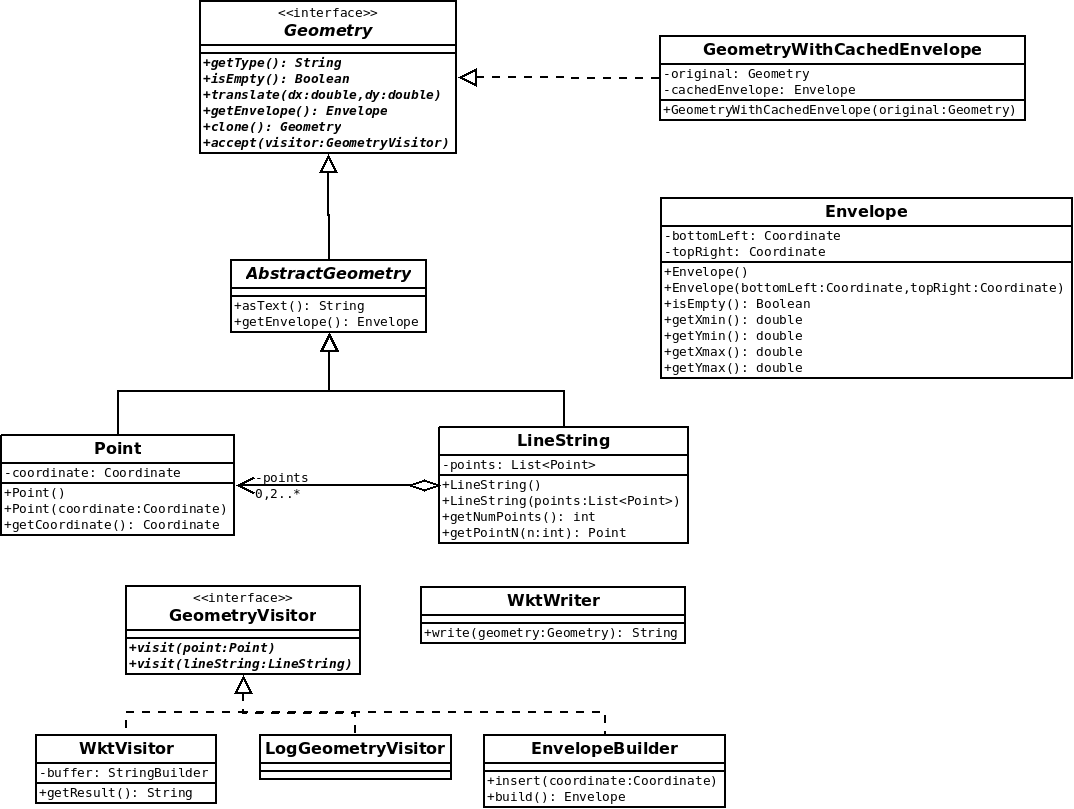 <<interface>>
Geometry
+getType(): String
+isEmpty(): Boolean
+translate(dx:double,dy:double)
+getEnvelope(): Envelope
+clone(): Geometry
+accept(visitor:GeometryVisitor)
GeometryWithCachedEnvelope
-original: Geometry
-cachedEnvelope: Envelope
+GeometryWithCachedEnvelope(original:Geometry)
Envelope
-bottomLeft: Coordinate
-topRight: Coordinate
+Envelope()
+Envelope(bottomLeft:Coordinate,topRight:Coordinate)
+isEmpty(): Boolean
+getXmin(): double
+getYmin(): double
+getXmax(): double
+getYmax(): double
AbstractGeometry
+asText(): String
+getEnvelope(): Envelope
Point
-coordinate: Coordinate
+Point()
+Point(coordinate:Coordinate)
+getCoordinate(): Coordinate
-points
0,2..*
LineString
-points: List<Point>
+LineString()
+LineString(points:List<Point>)
+getNumPoints(): int
+getPointN(n:int): Point
<<interface>>
GeometryVisitor
+visit(point:Point)
+visit(lineString:LineString)
WktWriter
+write(geometry:Geometry): String
WktVisitor
-buffer: StringBuilder
+getResult(): String
LogGeometryVisitor
EnvelopeBuilder
+insert(coordinate:Coordinate)
+build(): Envelope